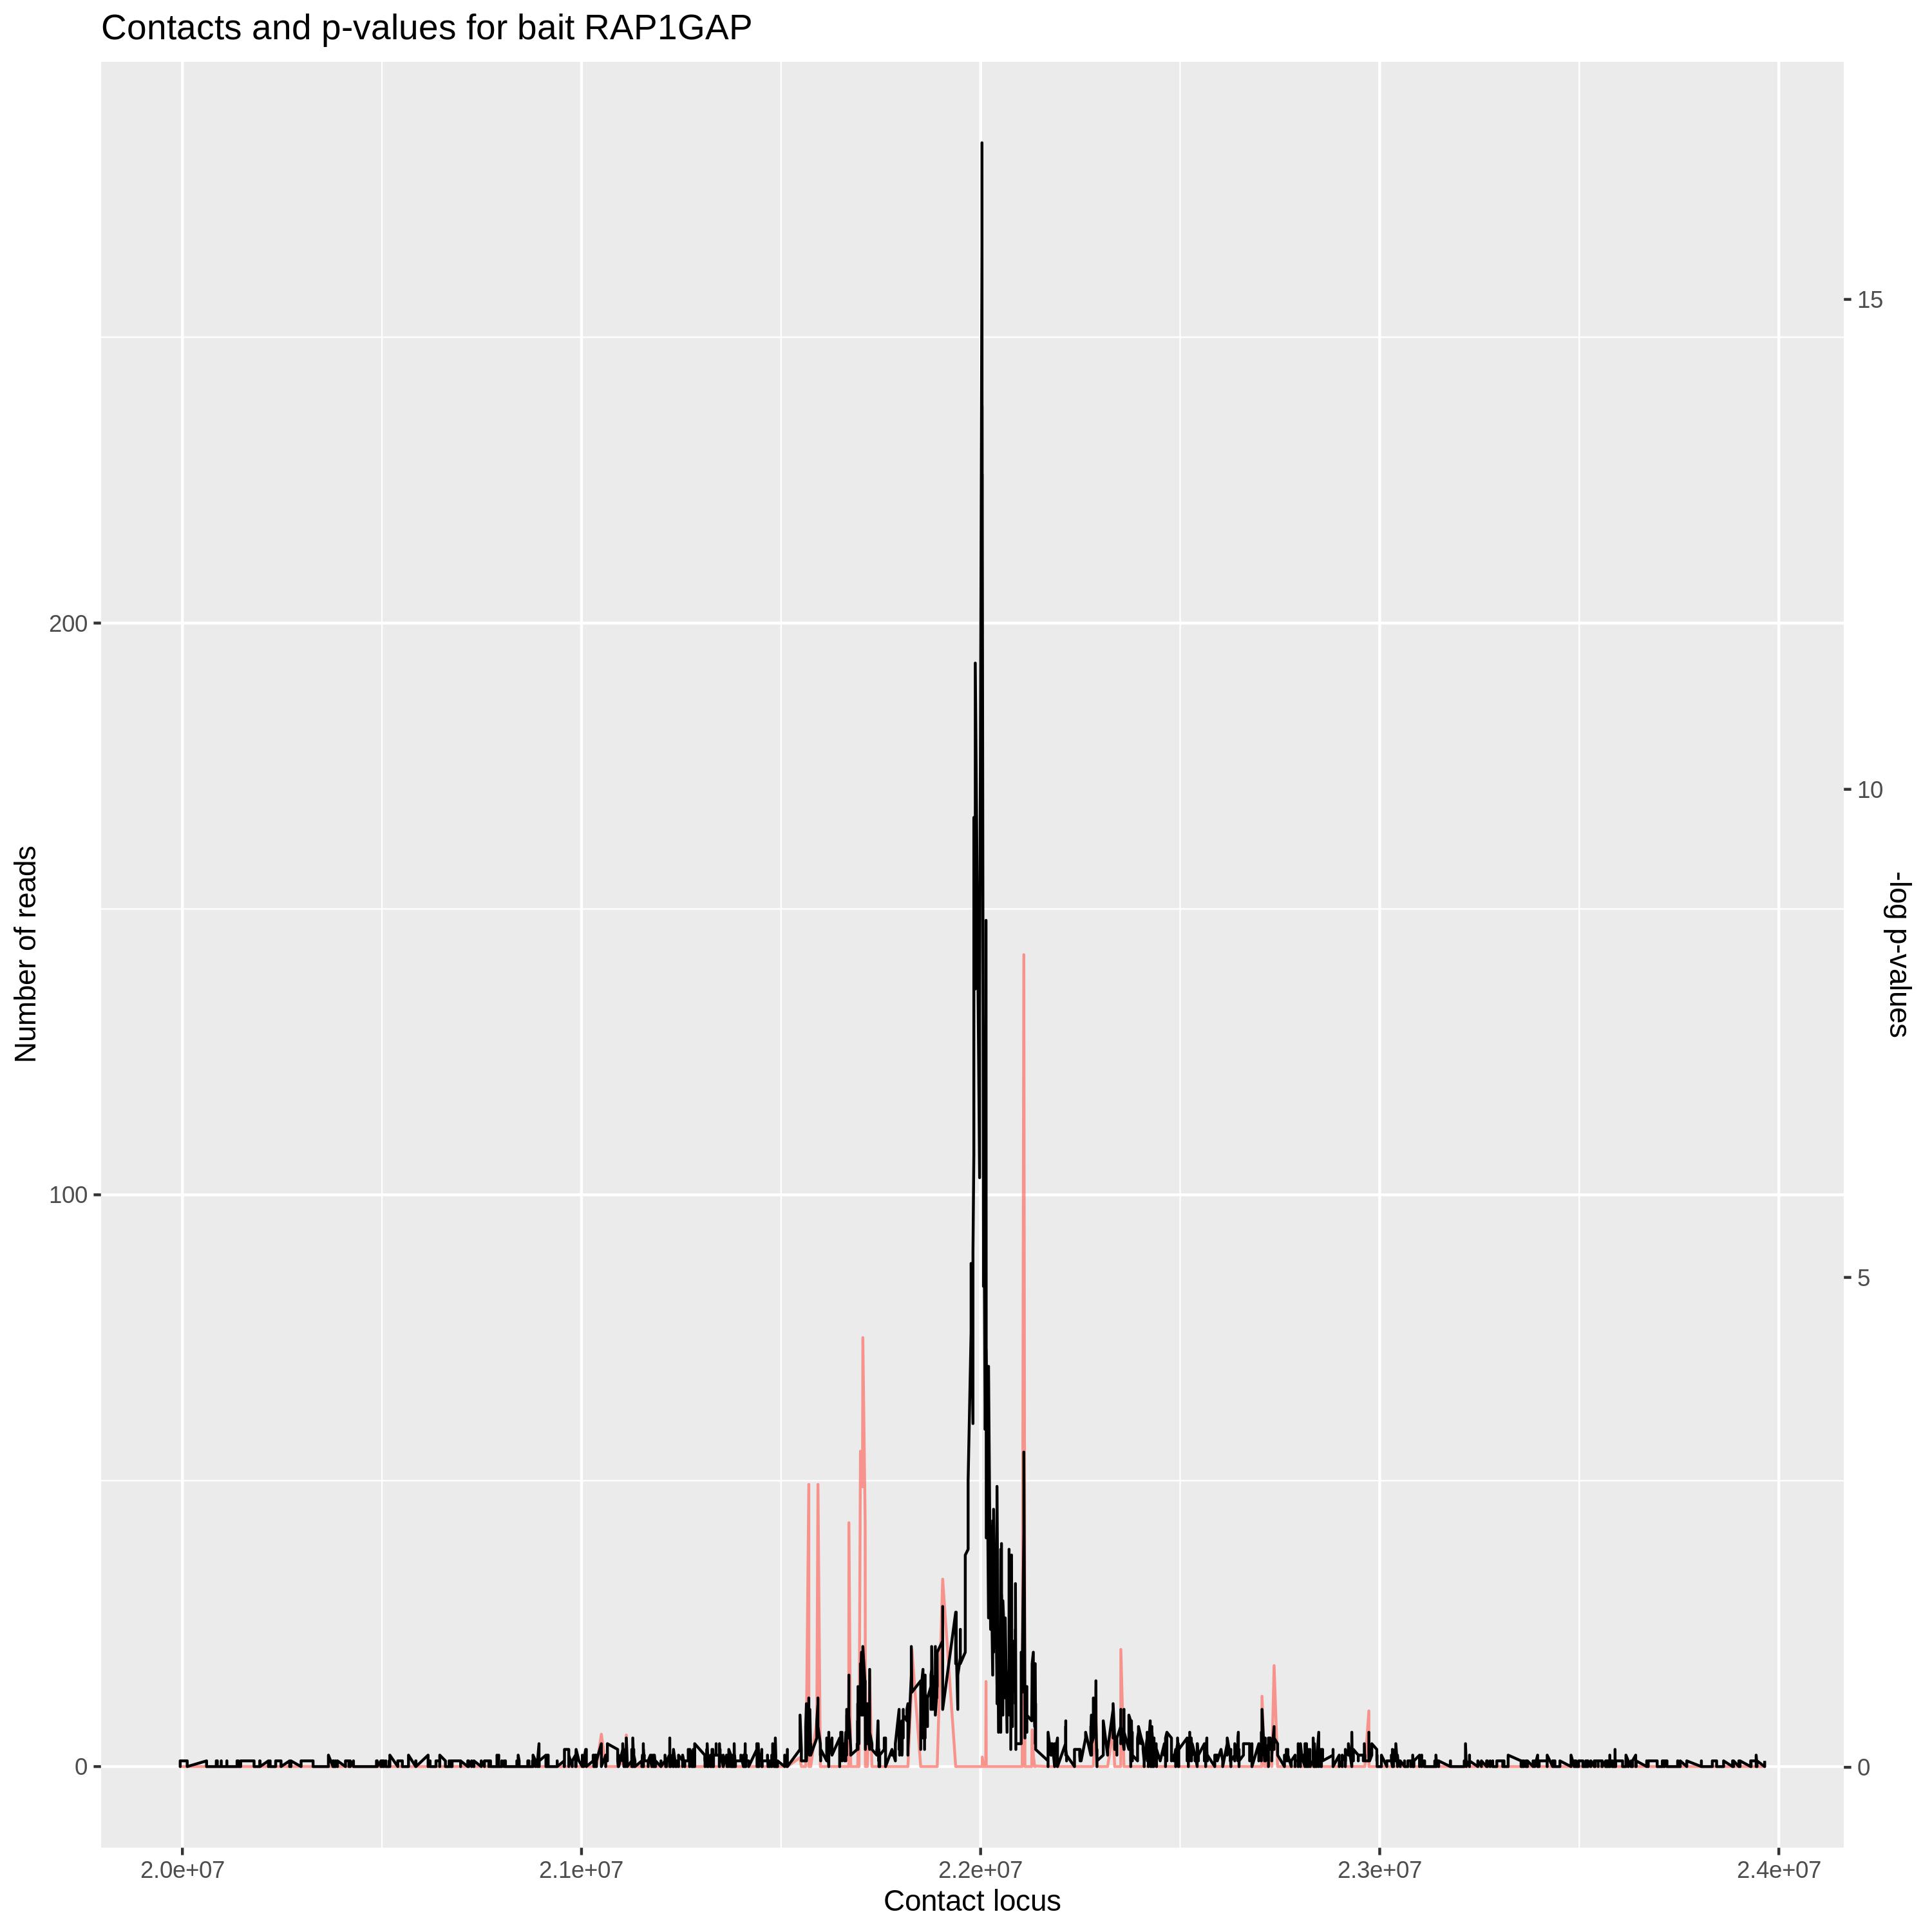 Contacts and p-values for bait RAP1GAP
Number of reads
200
100
0
15
10
5
0
-log p-values
2.0e+07
2.1e+07
2.2e+07
2.3e+07
2.4e+07
Contact locus